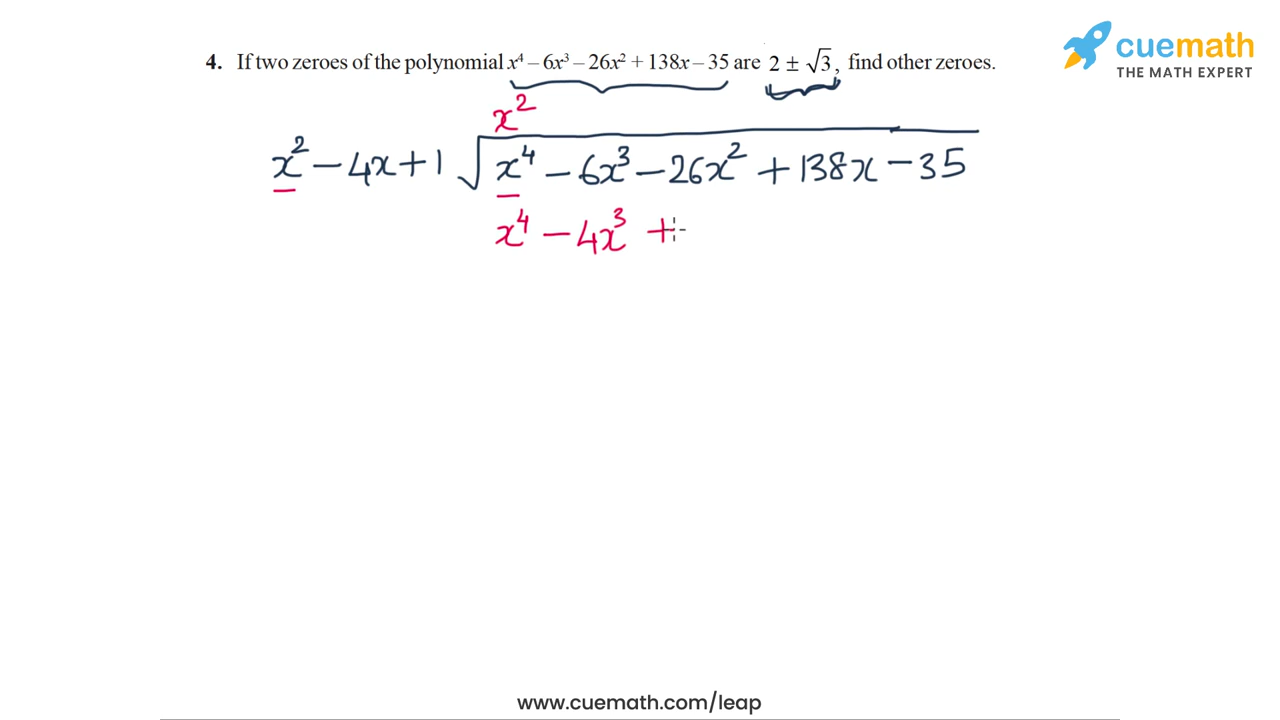 4. If two zeroes of the polynomial x⁴ – 6x³ – 26x² + 138x – 35 are 2 ± √3, find other zeroes.
cuemath
THE MATH EXPERT
x²
x² – 4x + 1 √x⁴ – 6x³ – 26x² + 138x – 35
x⁴ – 4x³ +
www.cuemath.com/leap